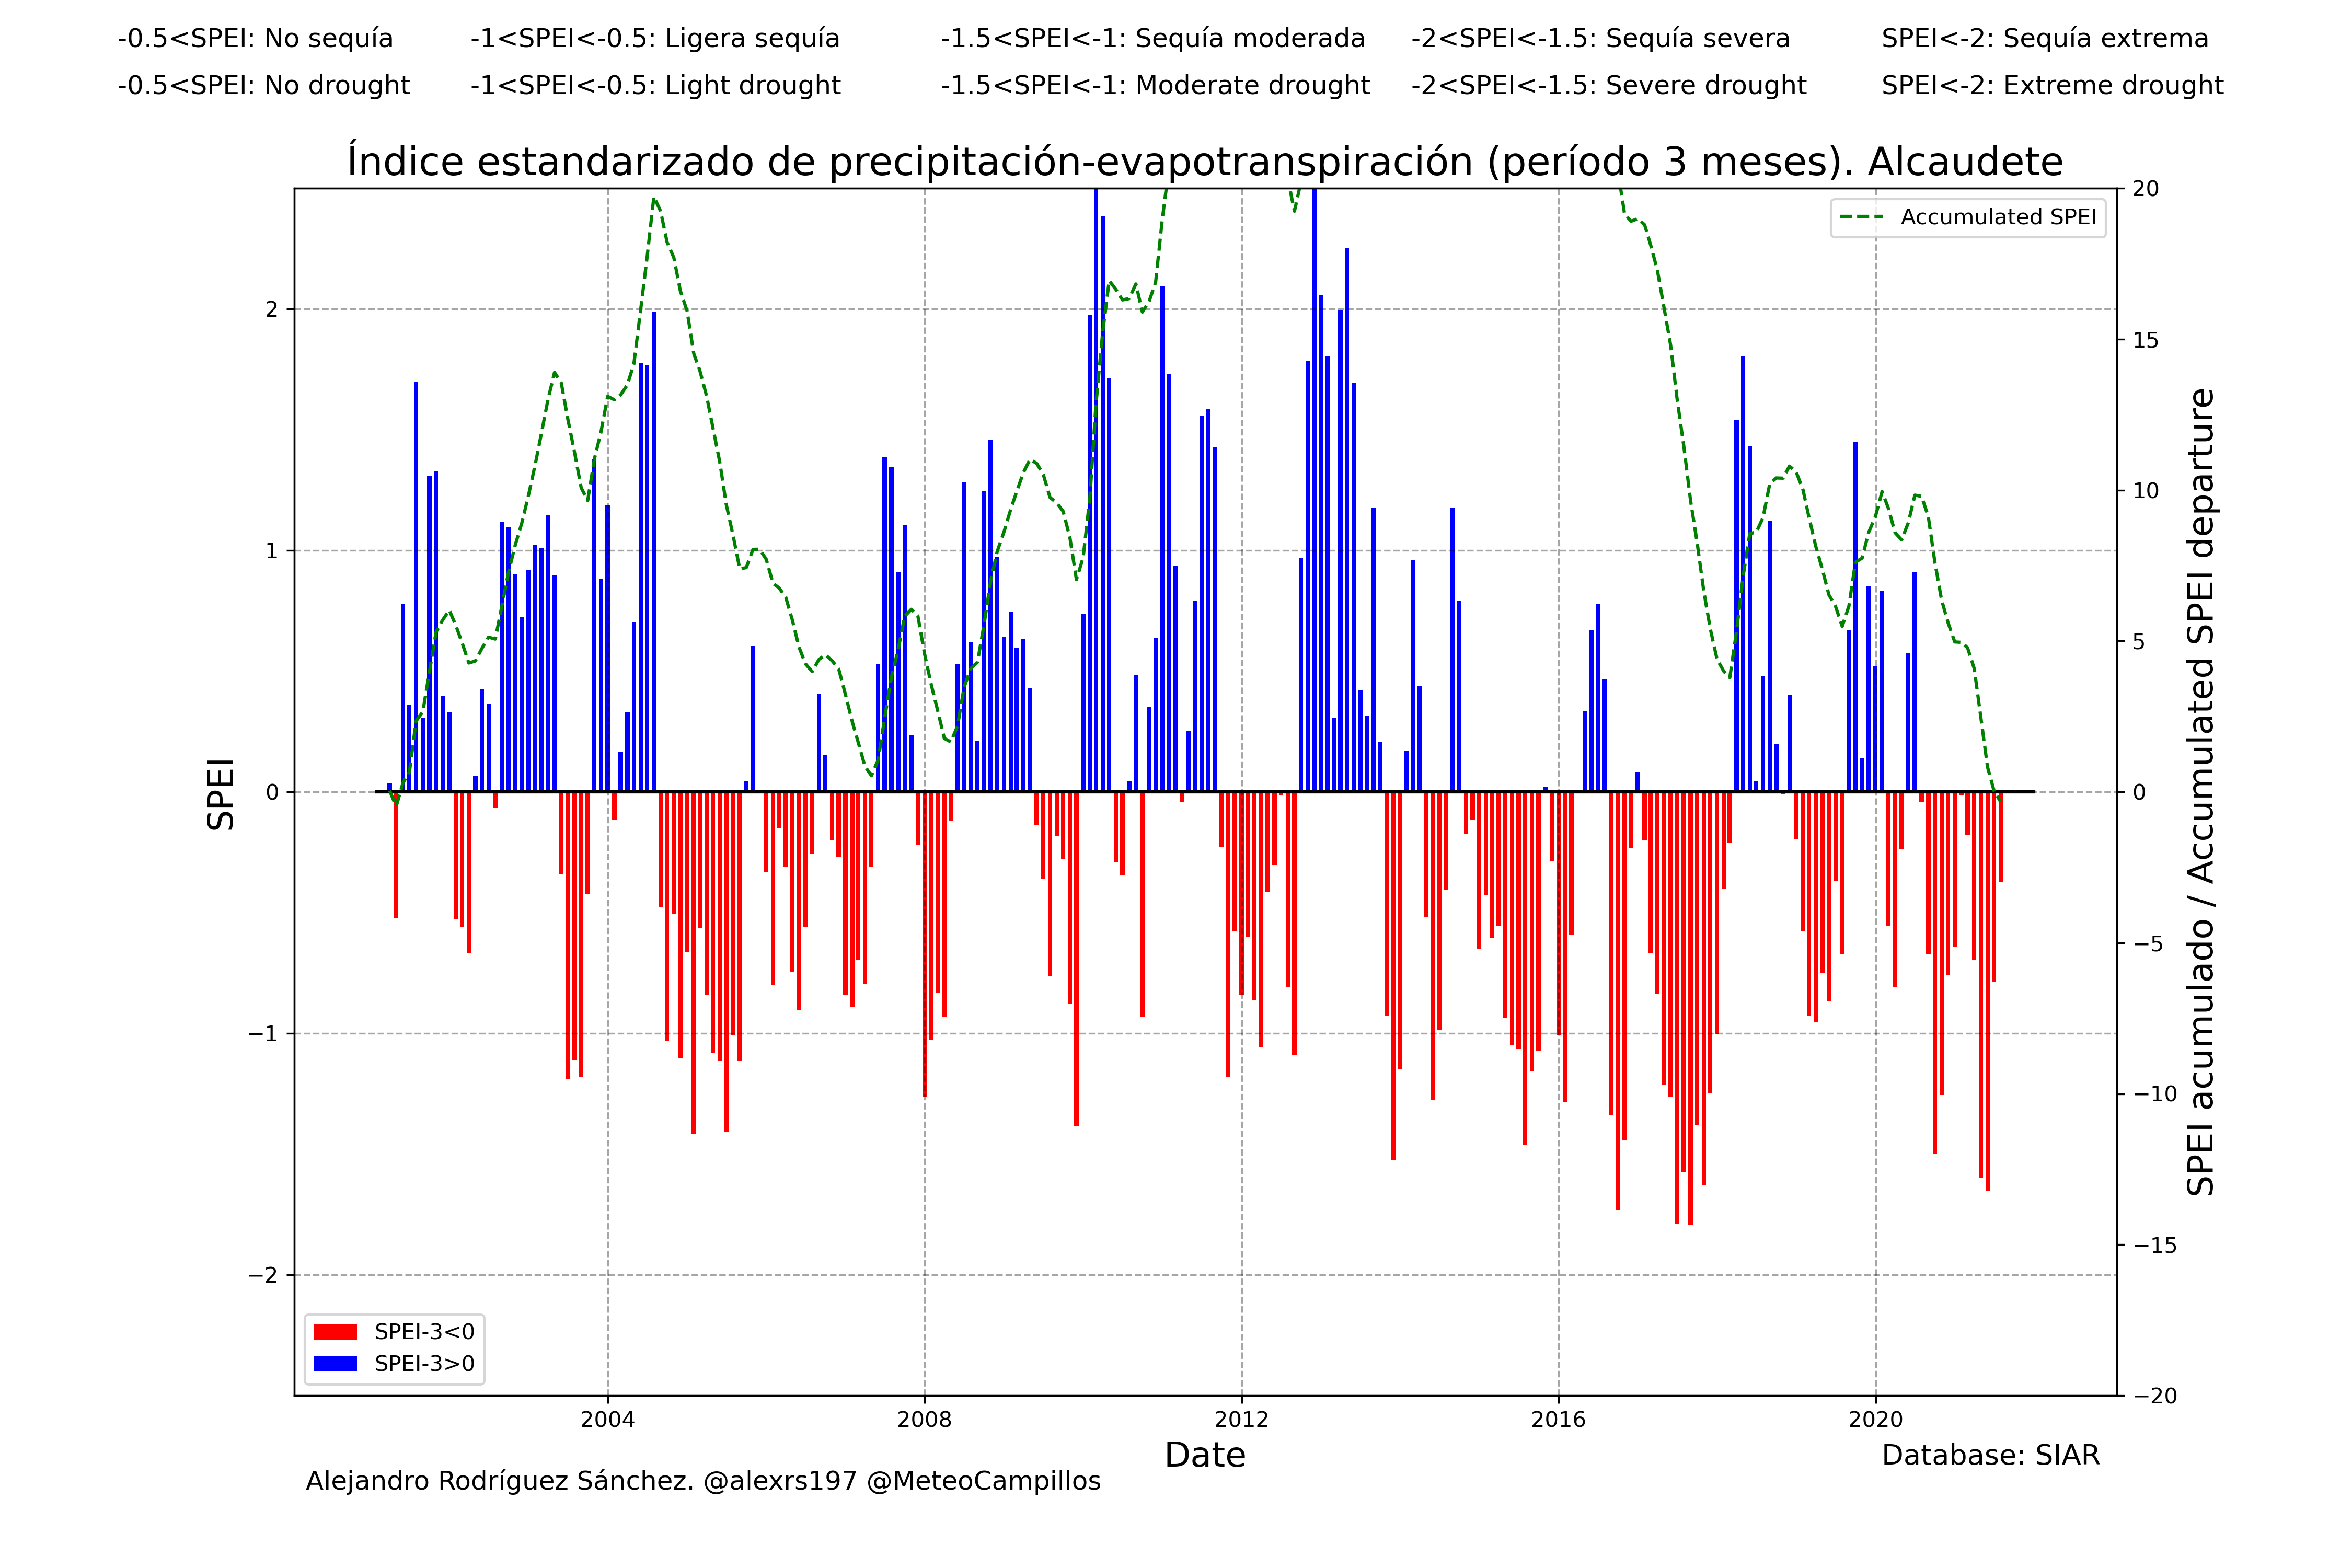 -0.5<SPEI: No sequía -1<SPEI<-0.5: Ligera sequía -1.5<SPEI<-1: Sequía moderada -2<SPEI<-1.5: Sequía severa SPEI<-2: Sequía extrema
-0.5<SPEI: No drought -1<SPEI<-0.5: Light drought -1.5<SPEI<-1: Moderate drought -2<SPEI<-1.5: Severe drought SPEI<-2: Extreme drought
Índice estandarizado de precipitación-evapotranspiración (período 3 meses). Alcaudete
Accumulated SPEI
SPEI
2
1
0
−1
−2
20
15
10
5
0
−5
−10
−15
−20
SPEI acumulado / Accumulated SPEI departure
SPEI-3<0
SPEI-3>0
2004 2008 2012 2016 2020
Date
Database: SIAR
Alejandro Rodríguez Sánchez. @alexrs197 @MeteoCampillos